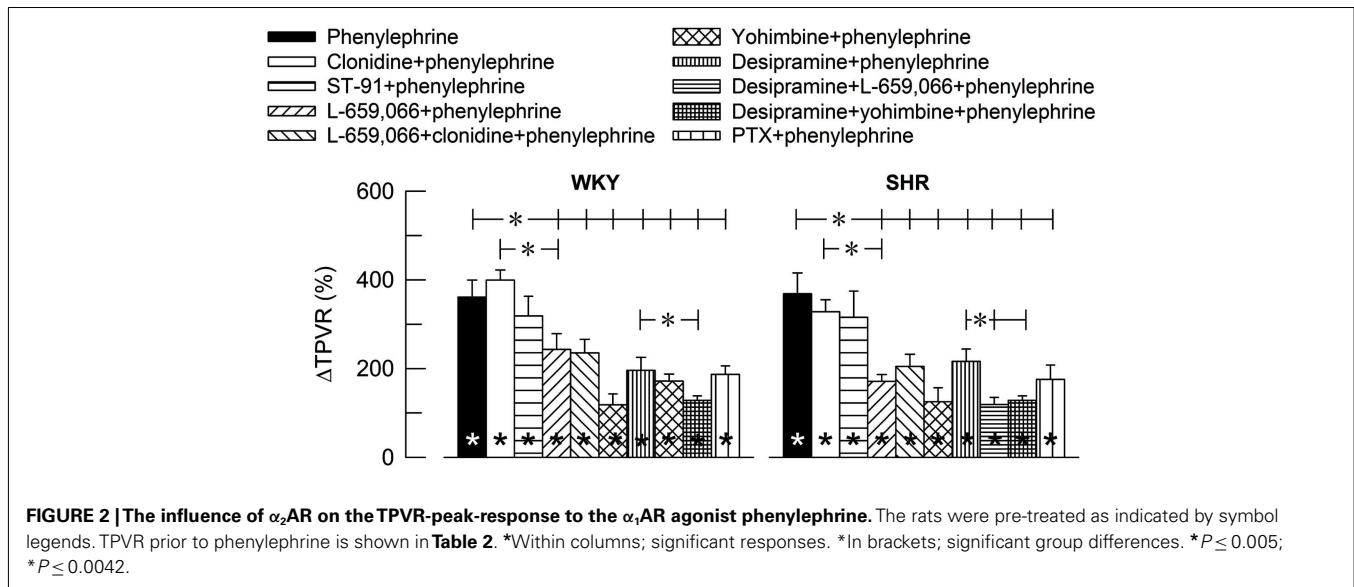 Phenylephrine
Clonidine+phenylephrine
ST-91+phenylephrine
L-659,066+phenylephrine
L-659,066+clonidine+phenylephrine
Yohimbine+phenylephrine
Desipramine+phenylephrine
Desipramine+L-659,066+phenylephrine
Desipramine+yohimbine+phenylephrine
PTX+phenylephrine
WKY
SHR
ΔTPVR (%)
600
400
200
0
* *
* *
* *
* * * * * * * * * *
* * * * * * * * * *
FIGURE 2 | The influence of α₂AR on the TPVR-peak-response to the α₁AR agonist phenylephrine. The rats were pre-treated as indicated by symbol
legends. TPVR prior to phenylephrine is shown in Table 2. *Within columns; significant responses. *In brackets; significant group differences. *P ≤ 0.005;
*P ≤ 0.0042.